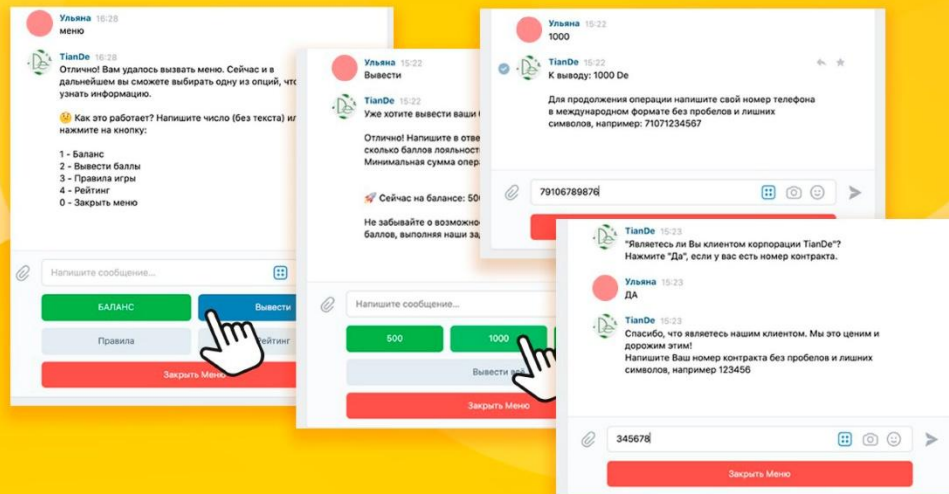 Ульяна 16:28
меню
TianDe 16:28
Отлично! Вам удалось вызвать меню. Сейчас и в
дальнейшем вы сможете выбирать одну из опций,
узнать информацию.
Как это работает? Напишите число (без текста)
нажмите на кнопку:
1 - Баланс
2 - Вывести баллы
3 - Правила игры
4 - Рейтинг
0 - Закрыть меню
Напишите сообщение...
БАЛАНС
Вывести
Правила
Рейтинг
Закрыть Меню
Ульяна 15:22
Вывести
TianDe 15:22
Уже хотите вывести ваши
Отлично! Напишите в
сколько баллов
Минимальная сумма
Сейчас на балансе:
Не забывайте о
баллов, выполняя наши
Напишите сообщение...
500
1000
Вывести всё
Закрыть Меню
Ульяна 15:22
1000
TianDe 15:22
К выводу: 1000 De
Для продолжения операции напишите свой номер телефона
в международном формате без пробелов и лишних
символов, например: 71071234567
79106789876
TianDe 15:23
"Являетесь ли Вы клиентом корпорации TianDe"?
Нажмите "Да", если у вас есть номер контракта.
Ульяна 15:23
ДА
TianDe 15:23
Спасибо, что являетесь нашим клиентом. Мы это ценим и
дорожим этим!
Напишите Ваш номер контракта без пробелов и лишних
символов, например 123456
345678
Закрыть Меню